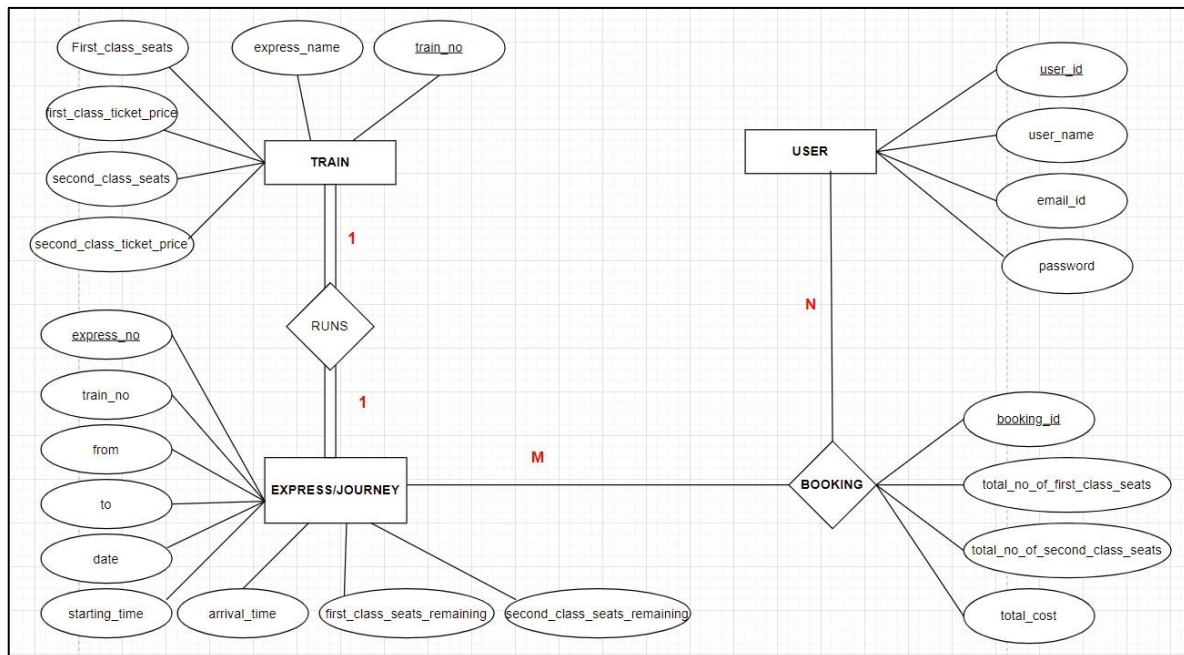 First_class_seats
express_name
train_no
first_class_ticket_price
second_class_seats
second_class_ticket_price
TRAIN
1
RUNS
1
express_no
train_no
from
to
date
starting_time
arrival_time
first_class_seats_remaining
second_class_seats_remaining
EXPRESS/JOURNEY
M
USER
user_id
user_name
email_id
password
N
BOOKING
booking_id
total_no_of_first_class_seats
total_no_of_second_class_seats
total_cost